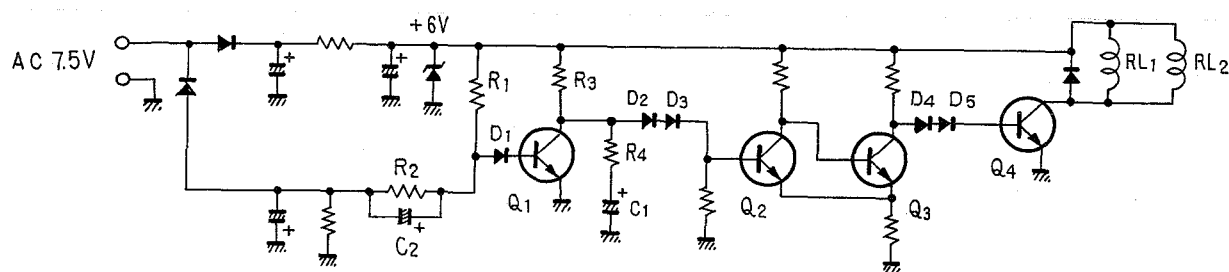 AC 7.5V
+
+
+6V
R1
R3
D1
D2 D3
R4
+
C1
Q1
R2
+
C2
+
Q2
Q3
D4 D5
Q4
RL1
RL2